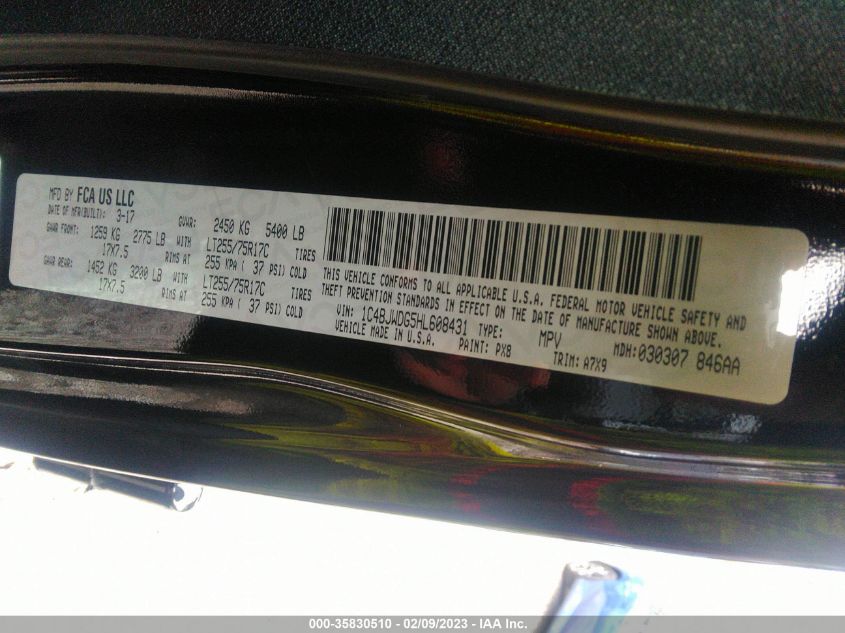 MFD BY FCA US LLC
DATE OF MFR(BUILT): 3-17 GVWR: 2450 KG 5400 LB
GAWR FRONT: 1259 KG 2775 LB WITH LT255/75R17C TIRES
17X7.5 RIMS AT 255 KPA ( 37 PSI) COLD
GAWR REAR: 1452 KG 3200 LB WITH LT255/75R17C TIRES
17X7.5 RIMS AT 255 KPA ( 37 PSI) COLD
THIS VEHICLE CONFORMS TO ALL APPLICABLE U.S.A. FEDERAL MOTOR VEHICLE SAFETY AND
THEFT PREVENTION STANDARDS IN EFFECT ON THE DATE OF MANUFACTURE SHOWN ABOVE.
VIN: 1C4BJWDG5HL608431 TYPE: MPV MDH:030307 846AA
VEHICLE MADE IN U.S.A. PAINT: PX8 TRIM: A7X9
000-35830510 - 02/09/2023 - IAA Inc.